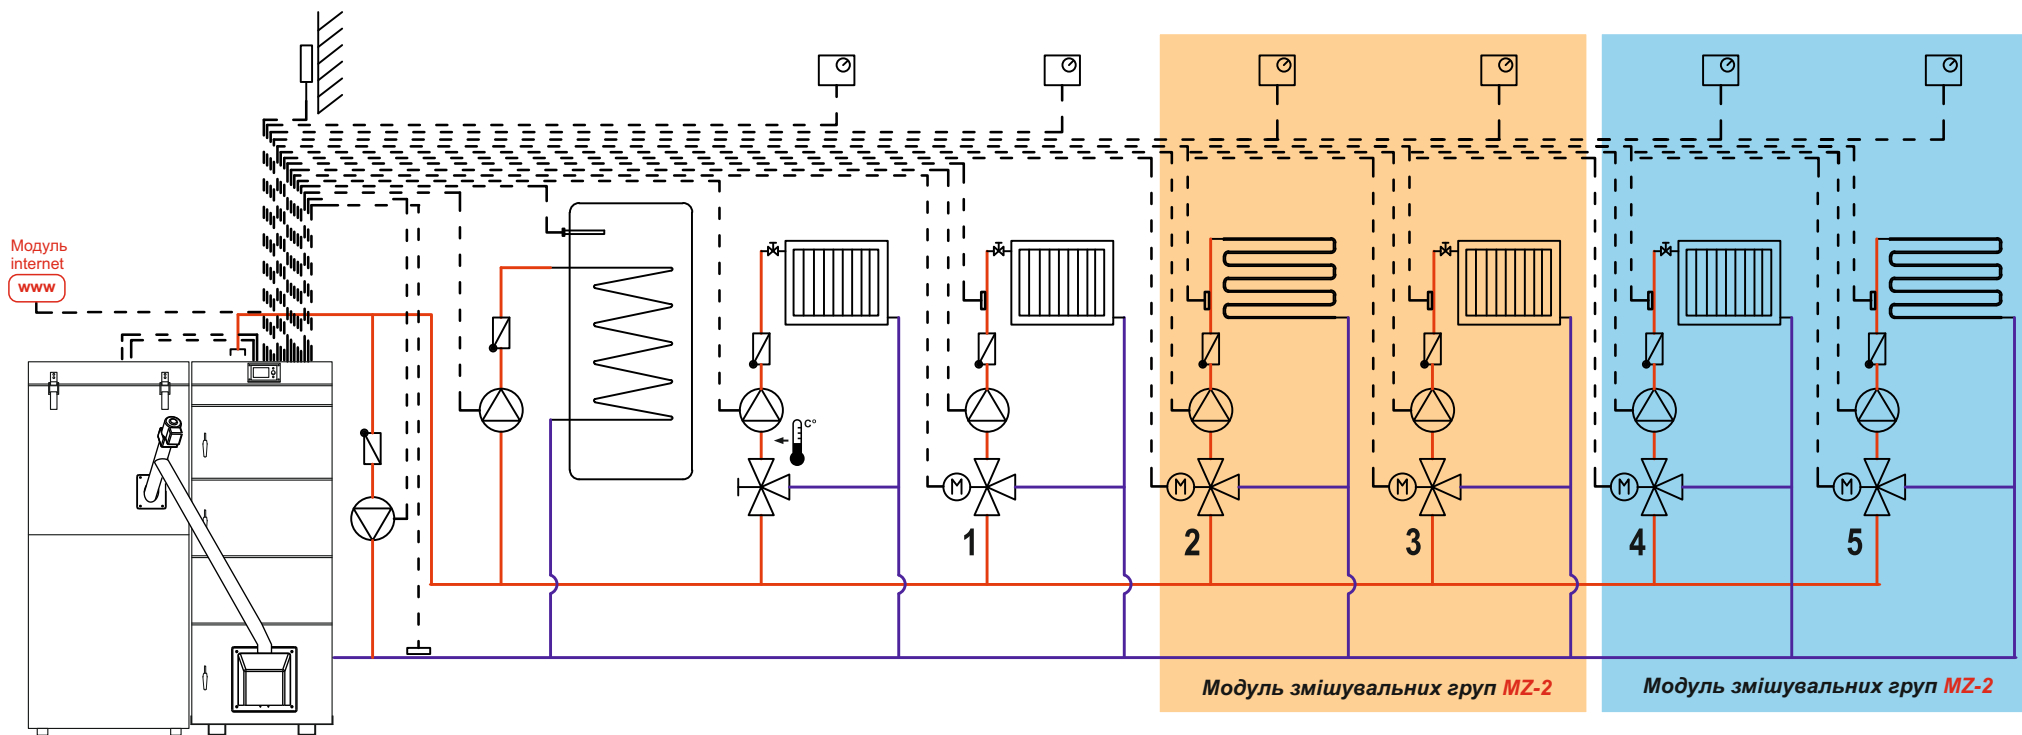 Модуль
internet
www
C°
M
M
M
M
M
1
2
3
4
5
Модуль змішувальних груп MZ-2
Модуль змішувальних груп MZ-2